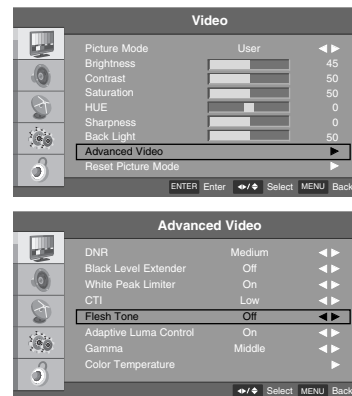 Video
Picture Mode User
Brightness 45
Contrast 50
Saturation 50
HUE 0
Sharpness 0
Back Light 50
Advanced Video
Reset Picture Mode
ENTER Enter Select MENU Back
Advanced Video
DNR Medium
Black Level Extender Off
White Peak Limiter On
CTI Low
Flesh Tone Off
Adaptive Luma Control On
Gamma Middle
Color Temperature
Select MENU Back